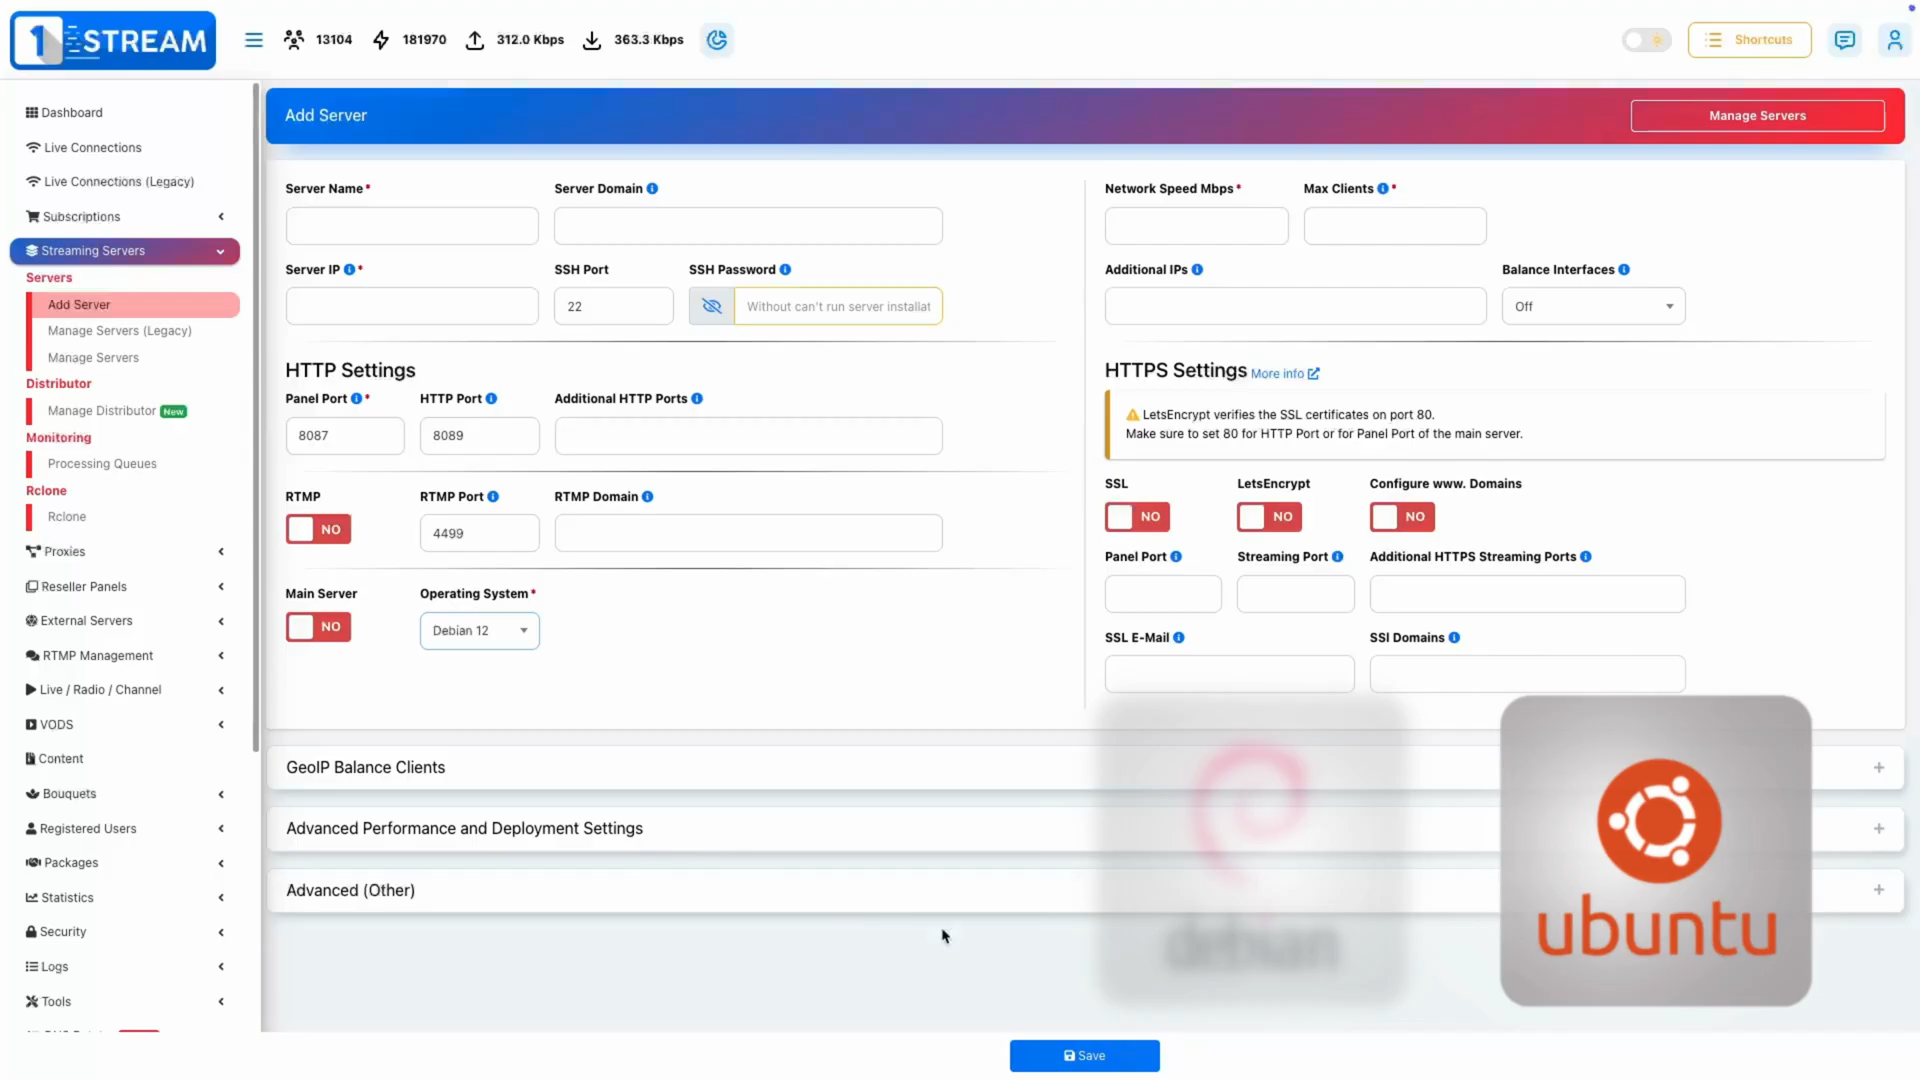 1 STREAM
13104
181970
312.0 Kbps
363.3 Kbps
Shortcuts
Dashboard
Live Connections
Live Connections (Legacy)
Subscriptions
Streaming Servers
Servers
Add Server
Manage Servers (Legacy)
Manage Servers
Distributor
Manage Distributor New
Monitoring
Processing Queues
Rclone
Rclone
Proxies
Reseller Panels
External Servers
RTMP Management
Live / Radio / Channel
VODS
Content
Bouquets
Registered Users
Packages
Statistics
Security
Logs
Tools
Add Server
Manage Servers
Server Name*
Server Domain
Server IP *
SSH Port
SSH Password
22
Without can't run server installat
HTTP Settings
Panel Port *
HTTP Port
Additional HTTP Ports
8087
8089
RTMP
RTMP Port
RTMP Domain
NO
4499
Main Server
Operating System*
NO
Debian 12
Network Speed Mbps*
Max Clients *
Additional IPs
Balance Interfaces
Off
HTTPS Settings More info
LetsEncrypt verifies the SSL certificates on port 80.
Make sure to set 80 for HTTP Port or for Panel Port of the main server.
SSL
LetsEncrypt
Configure www. Domains
NO
NO
NO
Panel Port
Streaming Port
Additional HTTPS Streaming Ports
SSL E-Mail
SSl Domains
GeoIP Balance Clients
Advanced Performance and Deployment Settings
Advanced (Other)
debian
ubuntu
Save